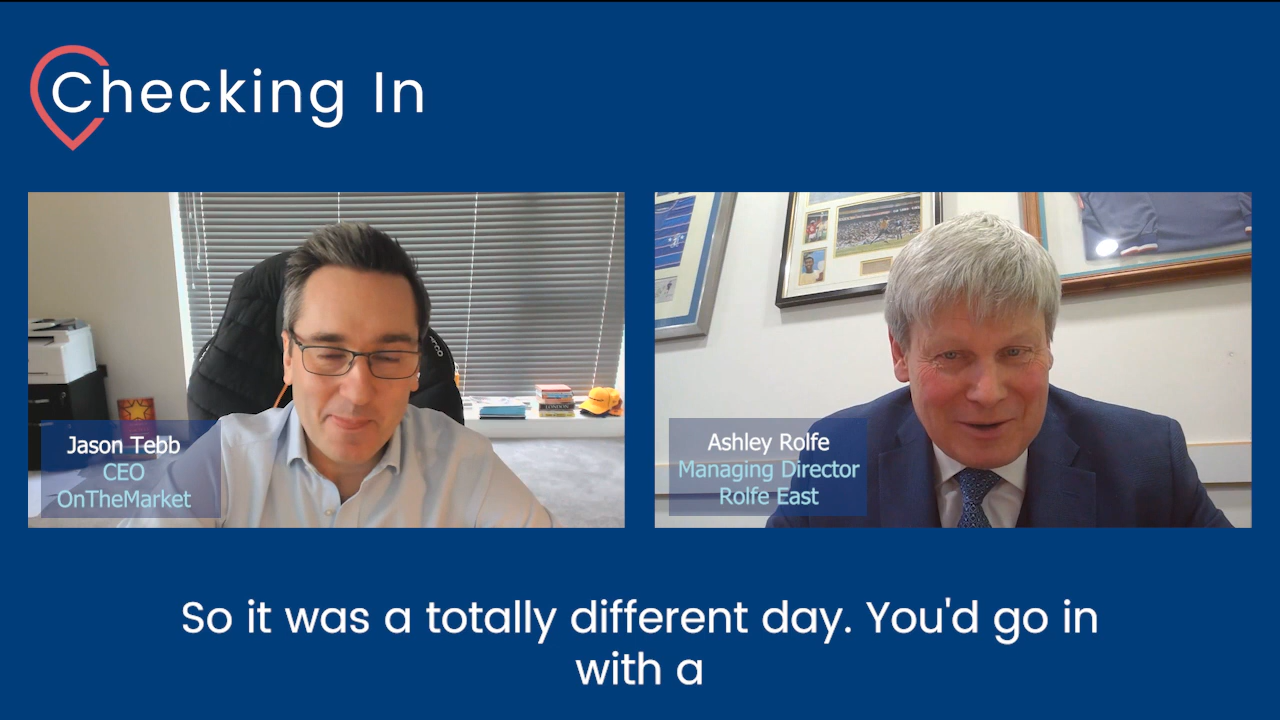 Checking In
Jason Tebb
CEO
OnTheMarket
Ashley Rolfe
Managing Director
Rolfe East
So it was a totally different day. You'd go in
with a